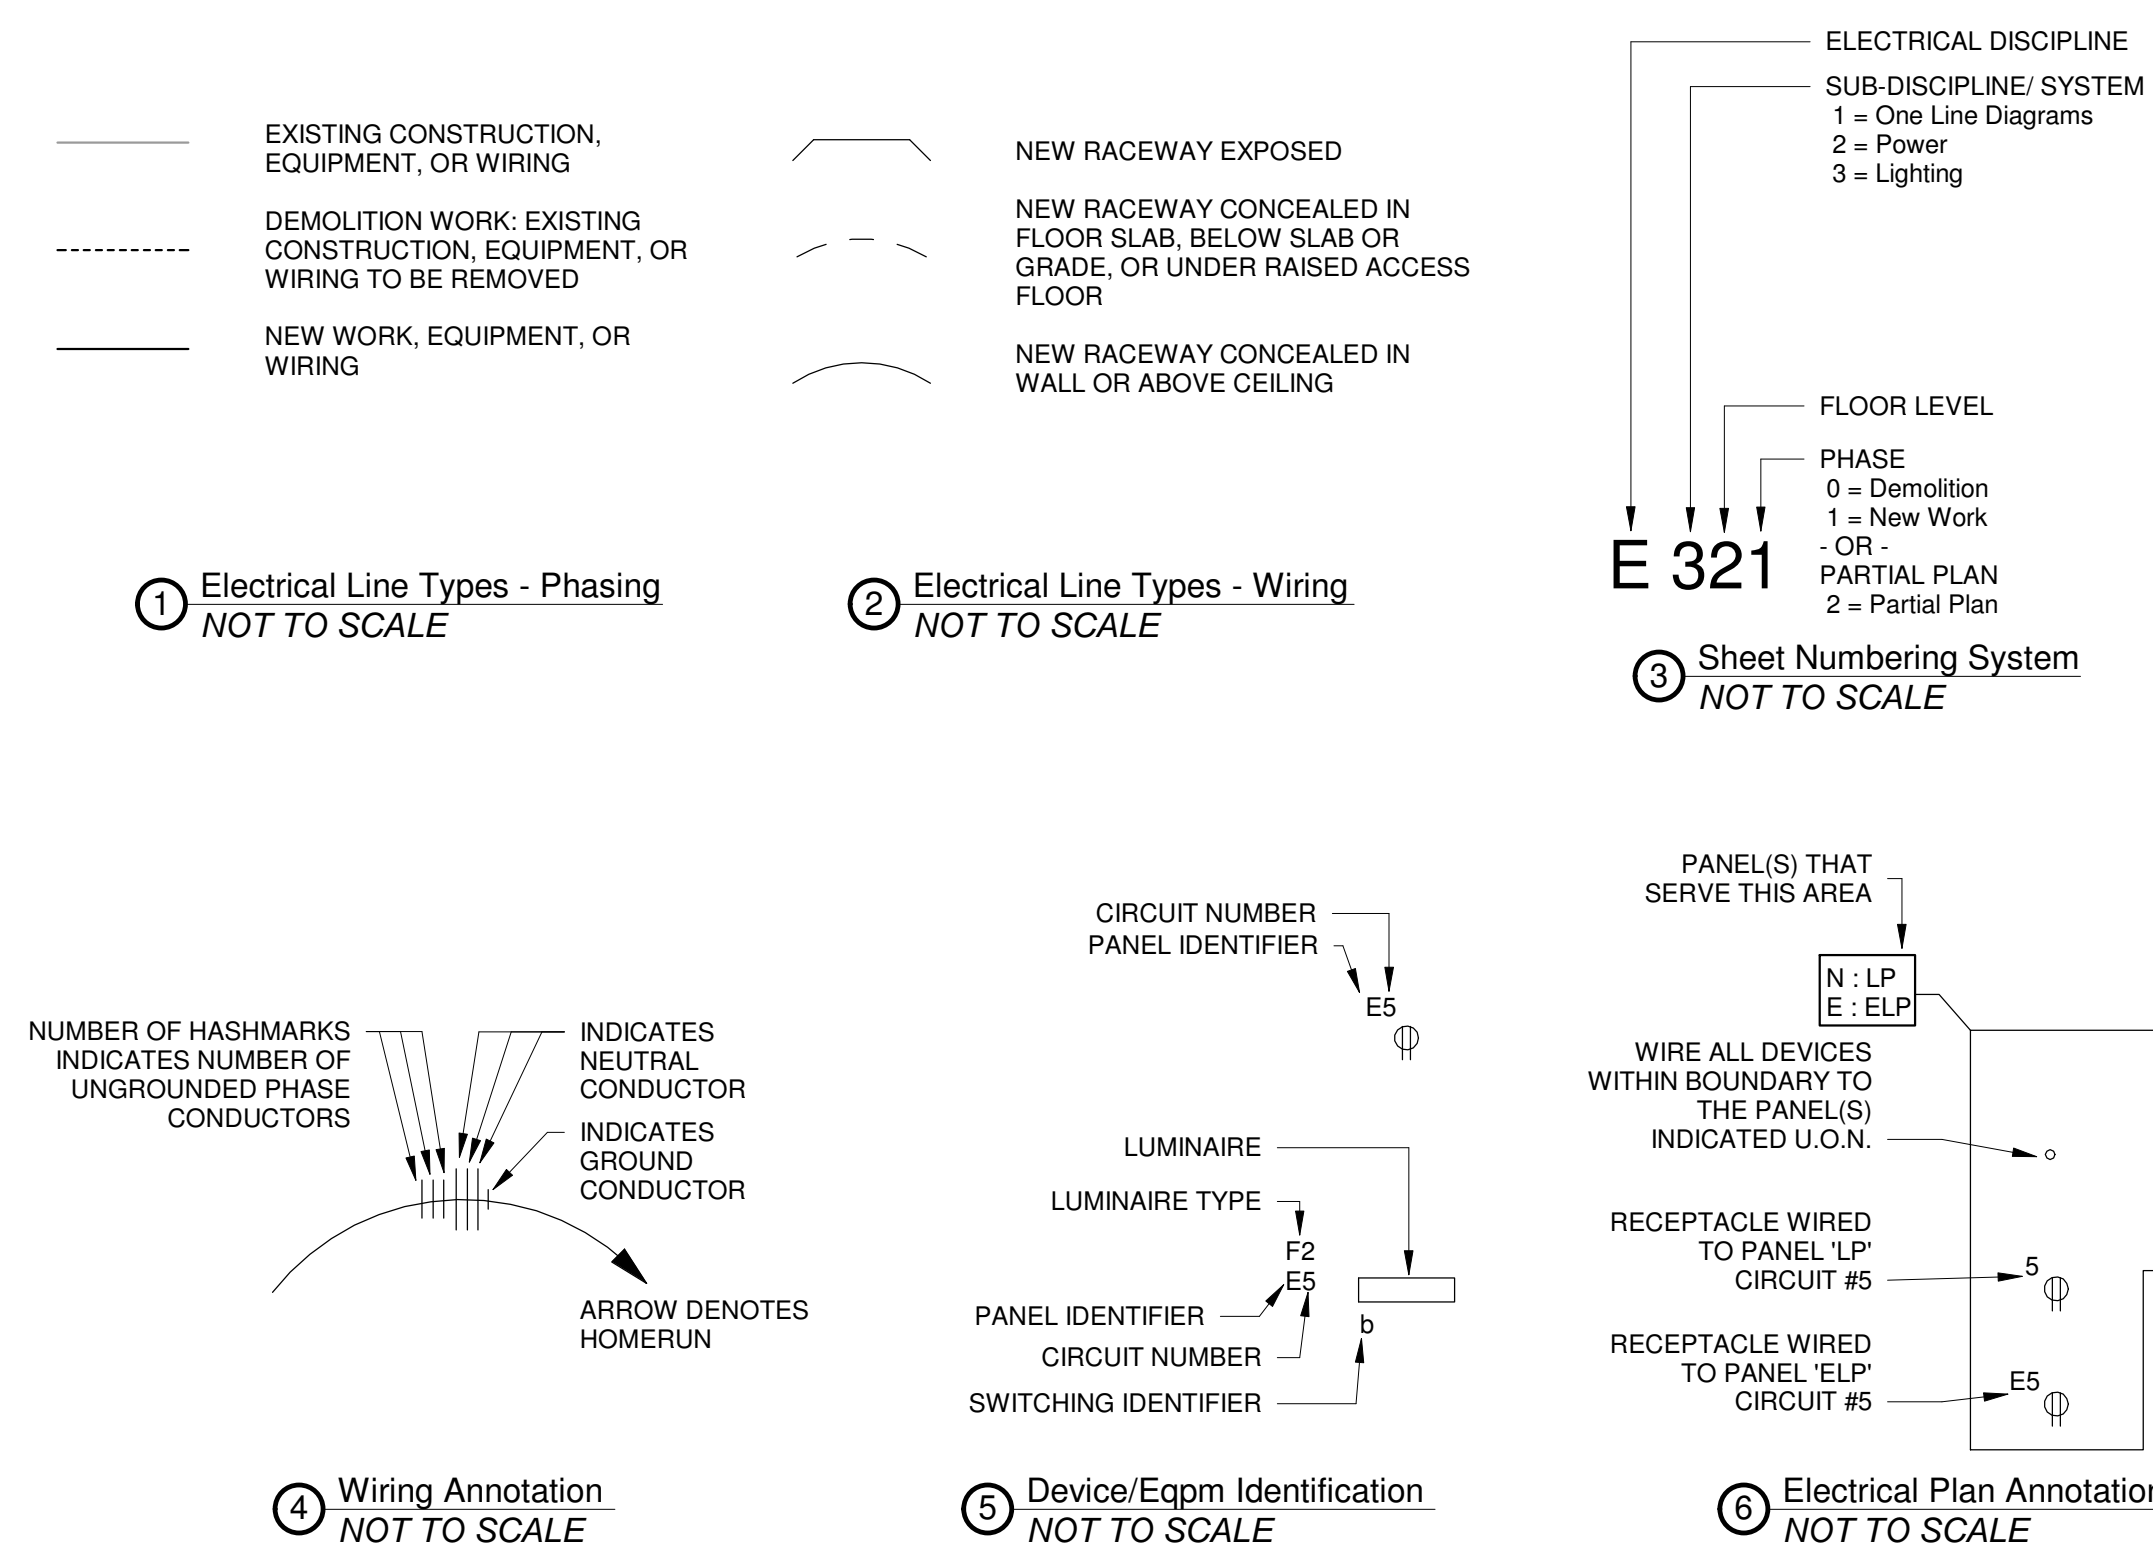 EXISTING CONSTRUCTION,
EQUIPMENT, OR WIRING
DEMOLITION WORK: EXISTING
CONSTRUCTION, EQUIPMENT, OR
WIRING TO BE REMOVED
NEW WORK, EQUIPMENT, OR
WIRING
1
Electrical Line Types - Phasing
NOT TO SCALE
NEW RACEWAY EXPOSED
NEW RACEWAY CONCEALED IN
FLOOR SLAB, BELOW SLAB OR
GRADE, OR UNDER RAISED ACCESS
FLOOR
NEW RACEWAY CONCEALED IN
WALL OR ABOVE CEILING
2
Electrical Line Types - Wiring
NOT TO SCALE
ELECTRICAL DISCIPLINE
SUB-DISCIPLINE/ SYSTEM
1 = One Line Diagrams
2 = Power
3 = Lighting
FLOOR LEVEL
PHASE
0 = Demolition
1 = New Work
- OR -
PARTIAL PLAN
2 = Partial Plan
E 321
3
Sheet Numbering System
NOT TO SCALE
NUMBER OF HASHMARKS
INDICATES NUMBER OF
UNGROUNDED PHASE
CONDUCTORS
INDICATES
NEUTRAL
CONDUCTOR
INDICATES
GROUND
CONDUCTOR
ARROW DENOTES
HOMERUN
4
Wiring Annotation
NOT TO SCALE
CIRCUIT NUMBER
PANEL IDENTIFIER
E5
LUMINAIRE
LUMINAIRE TYPE
F2
E5
PANEL IDENTIFIER
b
CIRCUIT NUMBER
SWITCHING IDENTIFIER
5
Device/Eqpm Identification
NOT TO SCALE
PANEL(S) THAT
SERVE THIS AREA
N : LP
E : ELP
WIRE ALL DEVICES
WITHIN BOUNDARY TO
THE PANEL(S)
INDICATED U.O.N.
RECEPTACLE WIRED
TO PANEL 'LP'
CIRCUIT #5
5
RECEPTACLE WIRED
TO PANEL 'ELP'
CIRCUIT #5
E5
6
Electrical Plan Annotation
NOT TO SCALE